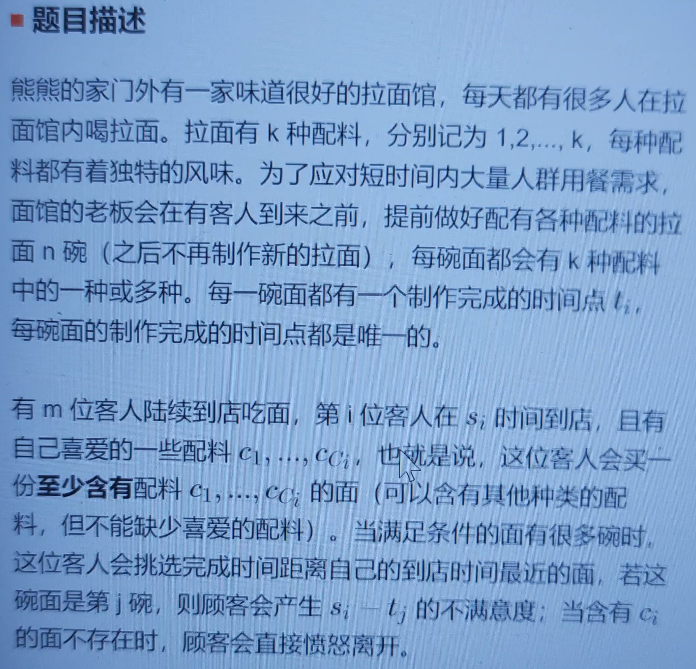 题目描述
熊熊的家门外有一家味道很好的拉面馆，每天都有很多人在拉
面馆内喝拉面。拉面有 k 种配料，分别记为 1,2,..., k，每种配
料都有着独特的风味。为了应对短时间内大量人群用餐需求，
面馆的老板会在有客人到来之前，提前做好配有各种配料的拉
面 n 碗（之后不再制作新的拉面），每碗面都会有 k 种配料
中的一种或多种。每一碗面都有一个制作完成的时间点 t_i，
每碗面的制作完成的时间点都是唯一的。
有 m 位客人陆续到店吃面，第 i 位客人在 s_i 时间到店，且有
自己喜爱的一些配料 c_1,...,c_{C_i}，也就是说，这位客人会买一
份至少含有配料 c_1,...,c_{C_i} 的面（可以含有其他种类的配
料，但不能缺少喜爱的配料）。当满足条件的面有很多碗时，
这位客人会挑选完成时间距离自己的到店时间最近的面，若这
碗面是第 j 碗，则顾客会产生 s_i − t_j 的不满意度；当含有 c_i
的面不存在时，顾客会直接愤怒离开。